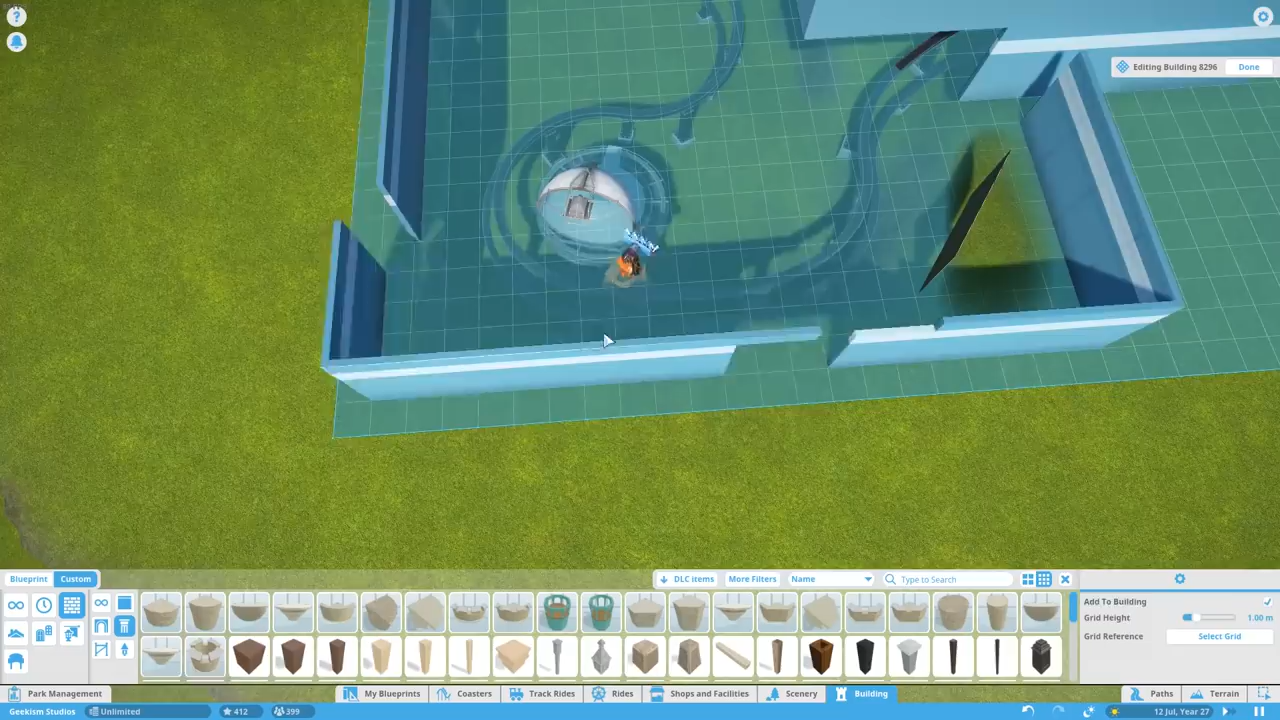 ?
Editing Building 8296 Done
Blueprint Custom
DLC items More Filters Name Type to Search
Add To Building
Grid Height 1.00 m
Grid Reference Select Grid
Park Management My Blueprints Coasters Track Rides Rides Shops and Facilities Scenery Building Paths Terrain
Geekism Studios Unlimited 412 399 12 Jul, Year 27